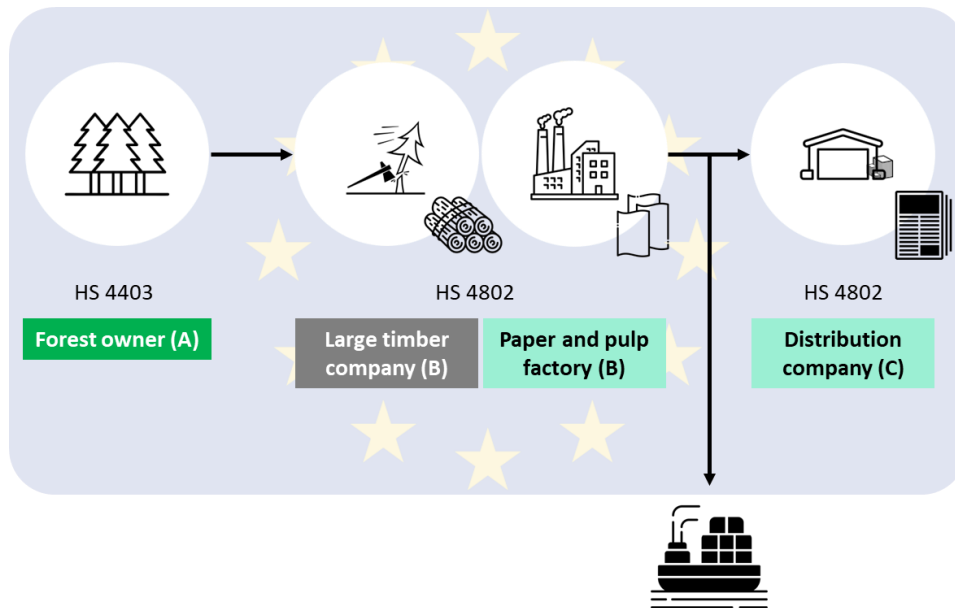 HS 4403
HS 4802
HS 4802
Forest owner (A)
Large timber
company (B)
Paper and pulp
factory (B)
Distribution
company (C)